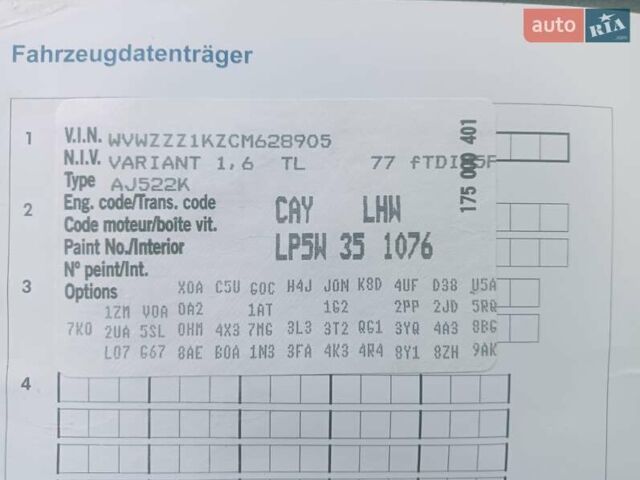 auto RIA.com
Fahrzeugdatenträger
1
V.I.N. WVWZZZ1KZCM628905
N.I.V. VARIANT 1,6 TL 77 fTDI 5F
Type AJ522K
175 000 401
2
Eng. code/Trans. code CAY LHW
Code moteur/boîte vit.
Paint No./Interior LP5W 35 1076
N° peint/Int.
3
Options X0A C5U G0C H4J J0N K8D 4UF D38 U5A
1ZM V0A 0A2 1AT 1G2 2PP 2JD 5RQ
7K0 2UA 5SL 0HM 4X3 7MG 3L3 3T2 QG1 3YQ 4A3 8BG
L07 G67 8AE B0A 1N3 3FA 4K3 4R4 8Y1 8ZH 9AK
4